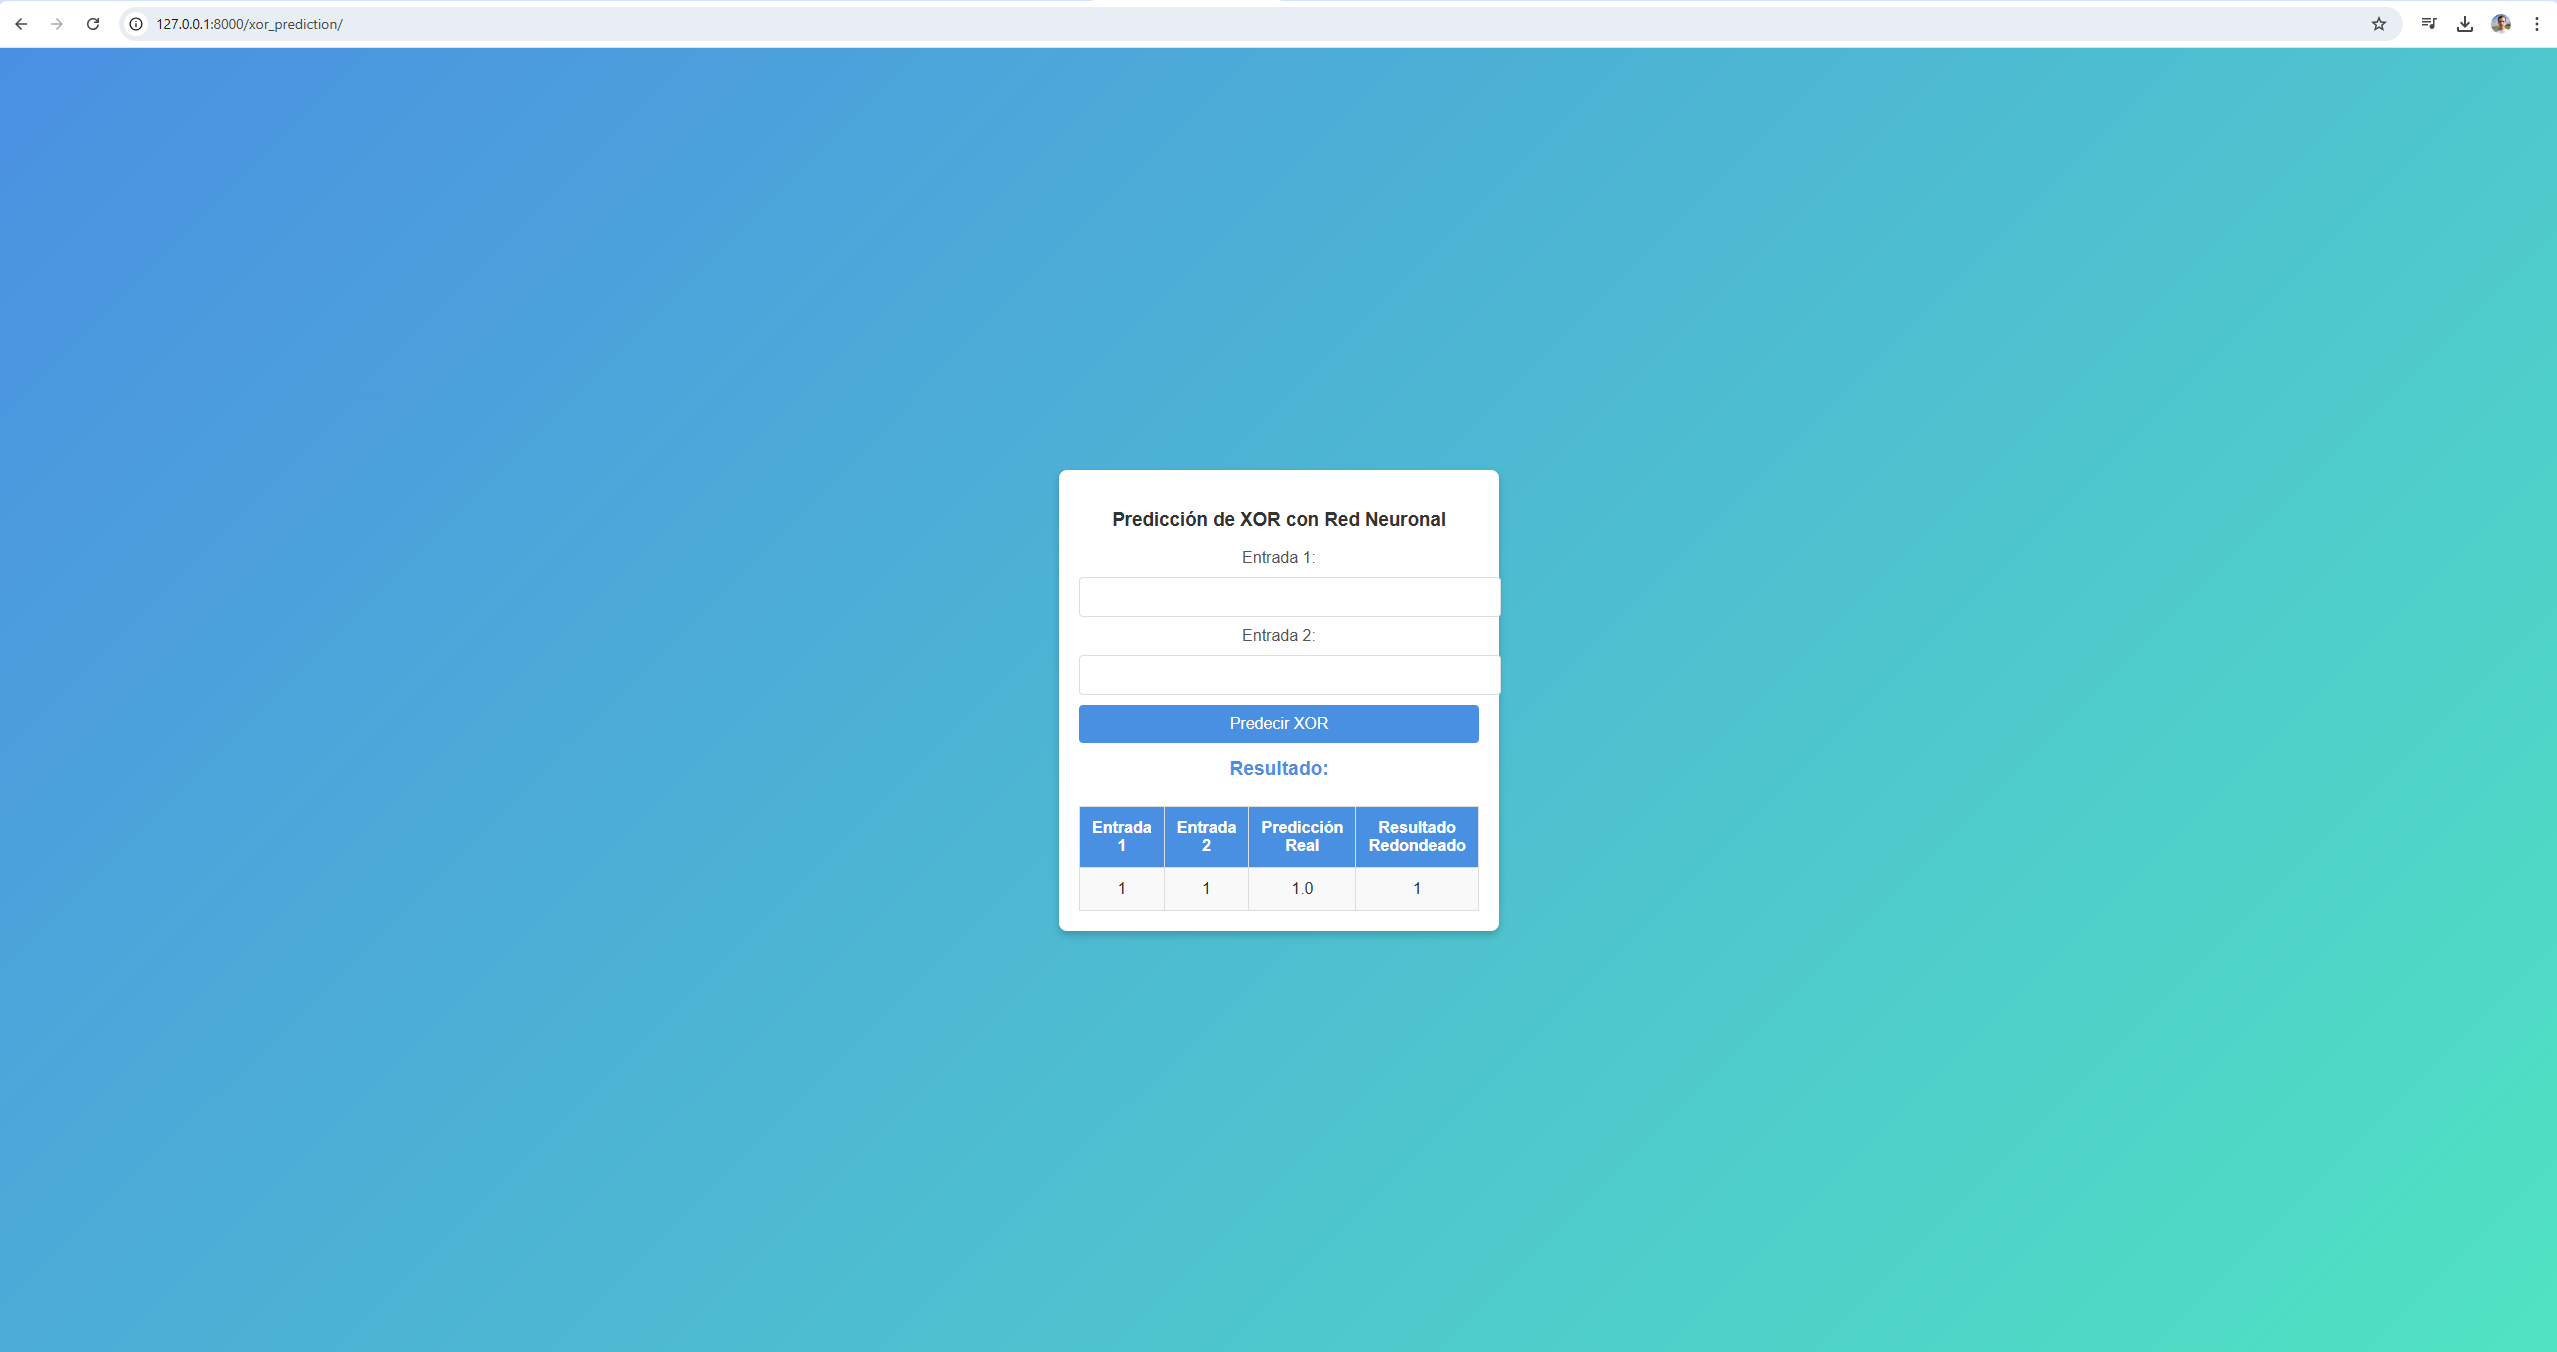 127.0.0.1:8000/xor_prediction/
Predicción de XOR con Red Neuronal
Entrada 1:
Entrada 2:
Predecir XOR
Resultado:
Entrada 1 Entrada 2 Predicción Real Resultado Redondeado
1 1 1.0 1